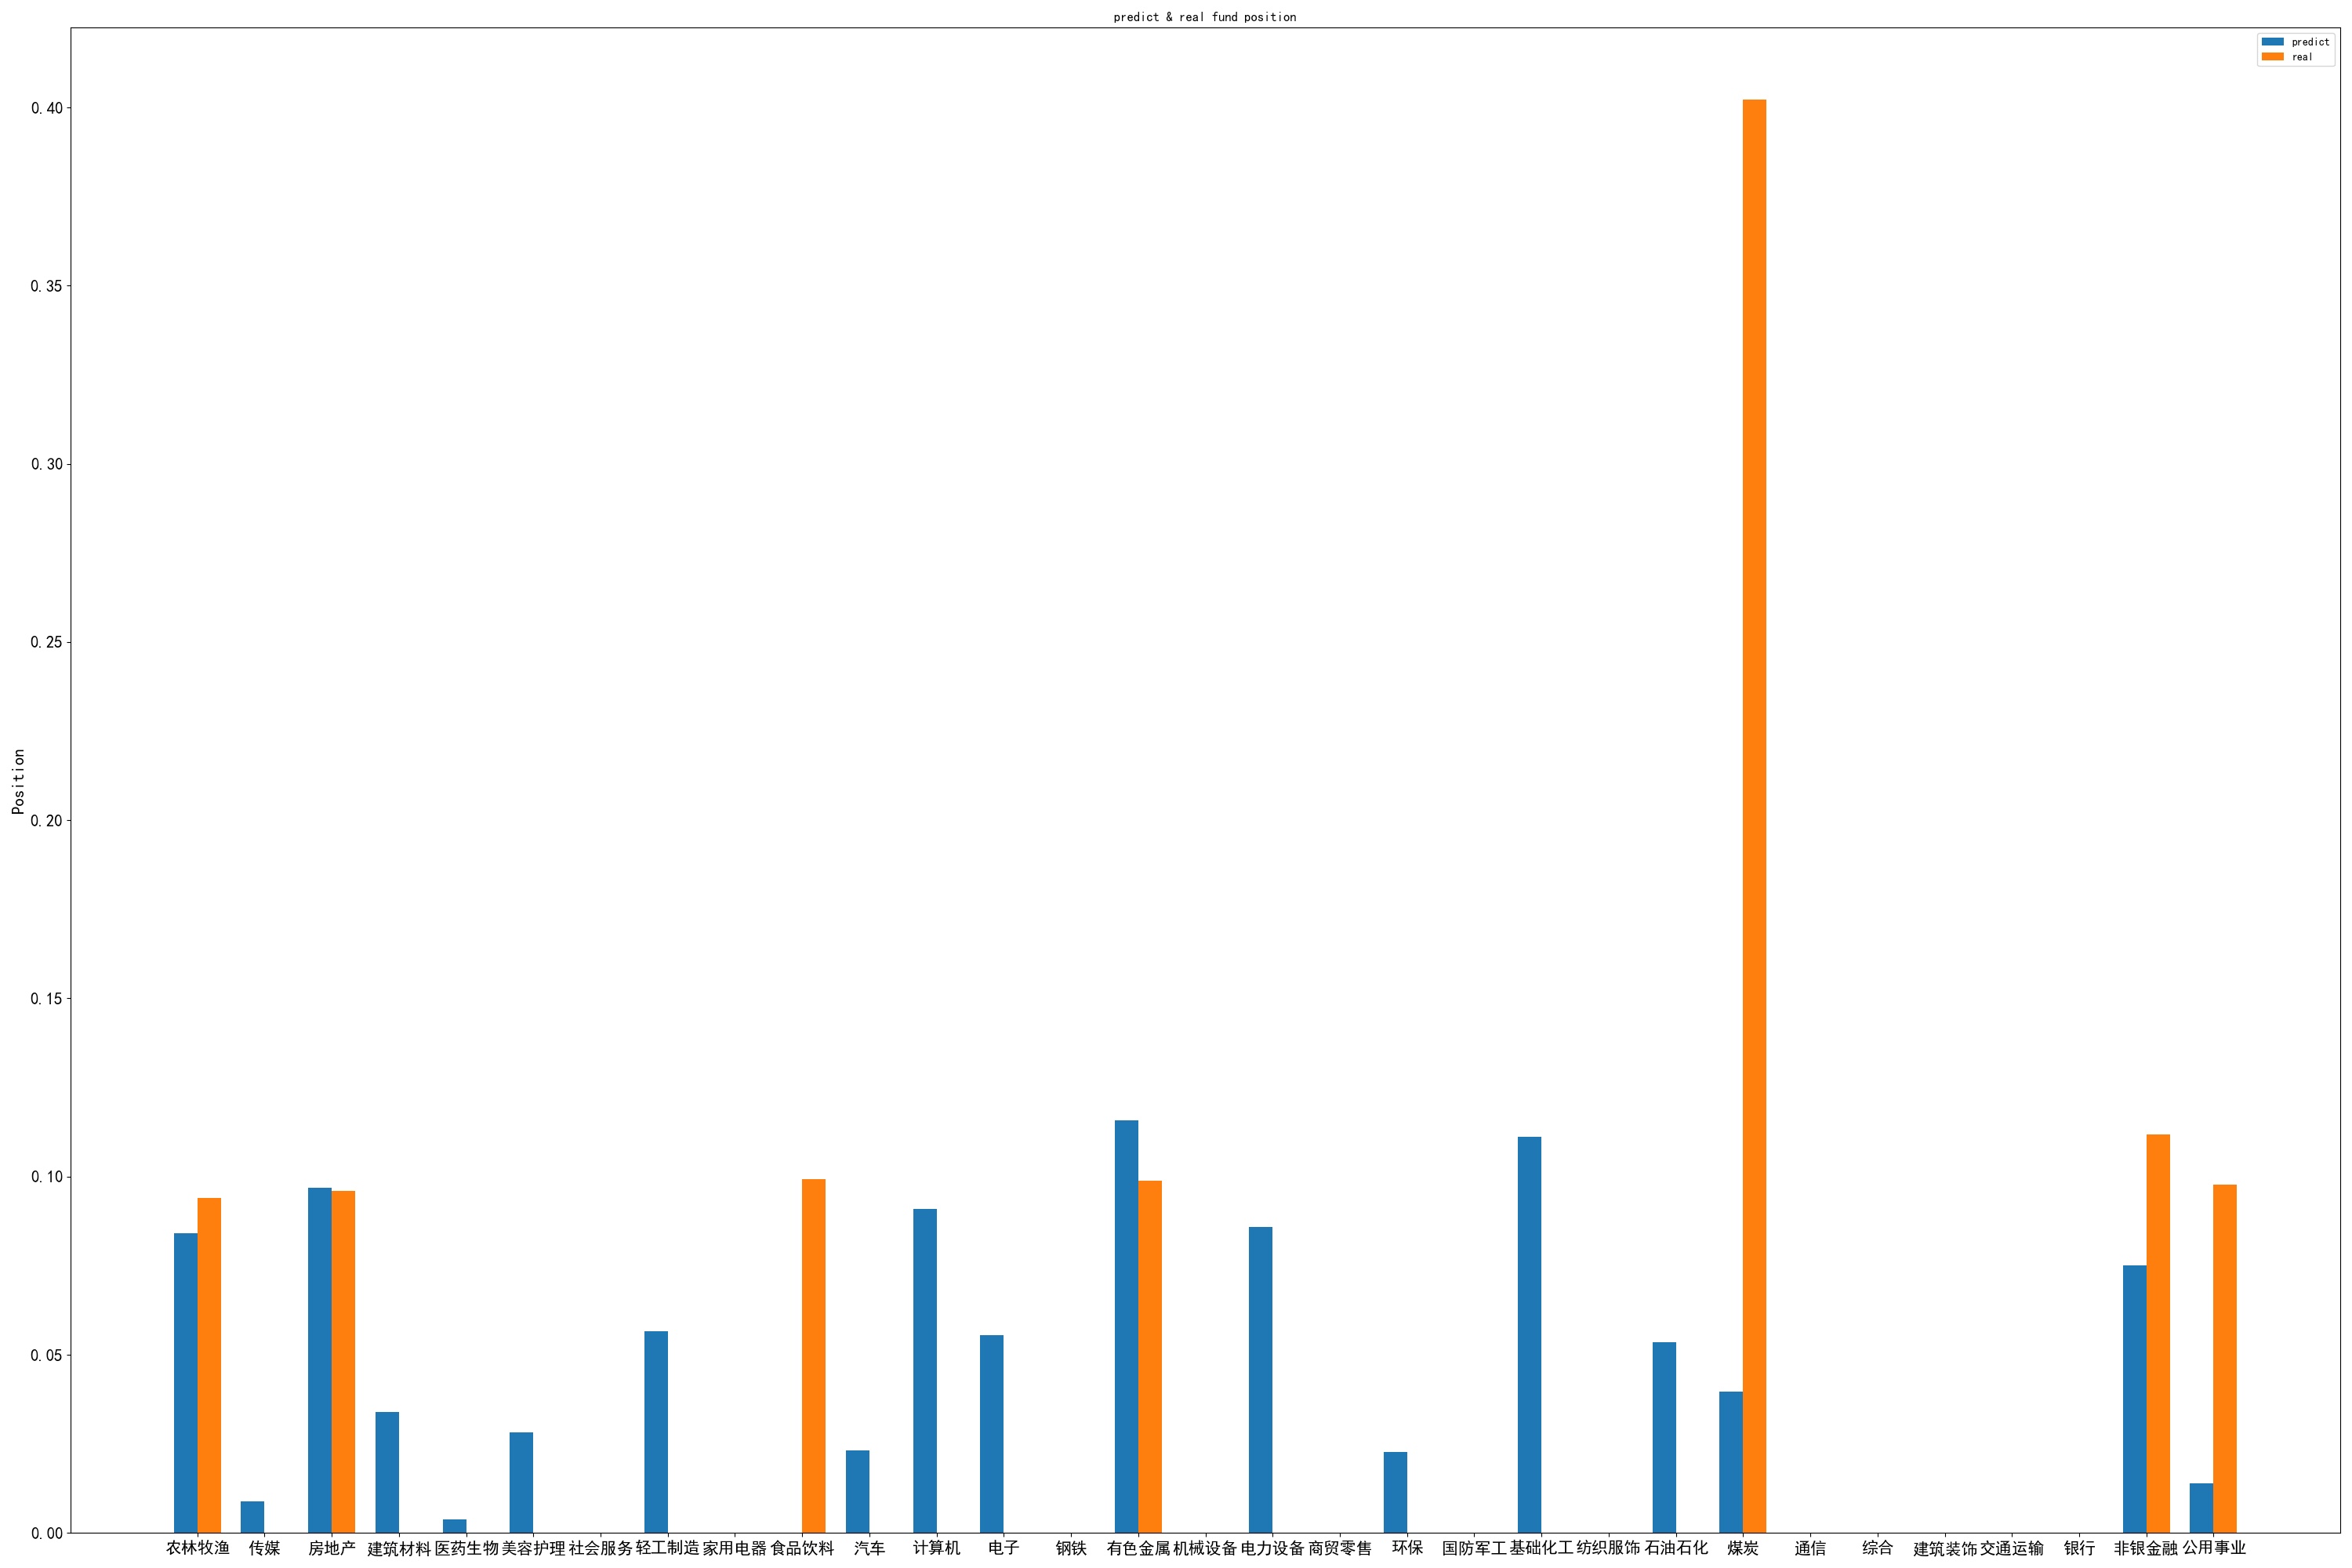 predict & real fund position
predict
real
Position
0.40
0.35
0.30
0.25
0.20
0.15
0.10
0.05
0.00
农林牧渔 传媒 房地产 建筑材料 医药生物 美容护理 社会服务 轻工制造 家用电器 食品饮料 汽车 计算机 电子 钢铁 有色金属 机械设备 电力设备 商贸零售 环保 国防军工 基础化工 纺织服饰 石油石化 煤炭 通信 综合 建筑装饰 交通运输 银行 非银金融 公用事业